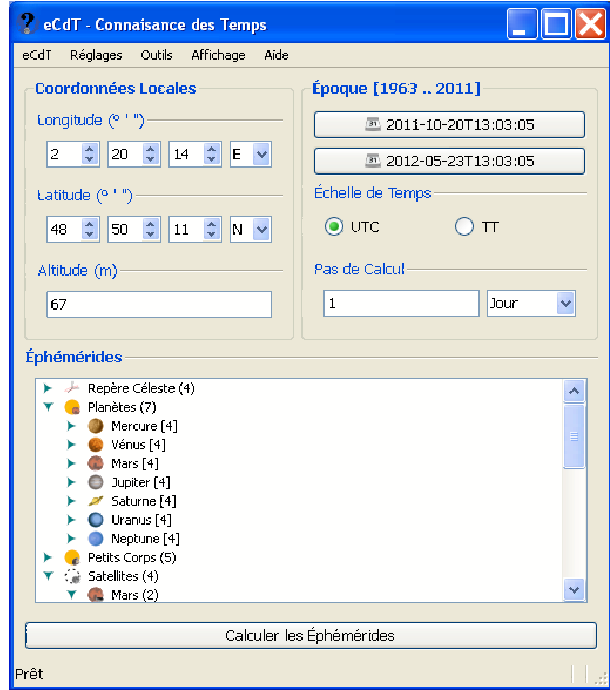 eCdT - Connaisance des Temps
eCdT Réglages Outils Affichage Aide
Coordonnées Locales
Longitude (° ' ")
2 20 14 E
Latitude (° ' ")
48 50 11 N
Altitude (m)
67
Époque [1963 .. 2011]
2011-10-20T13:03:05
2012-05-23T13:03:05
Échelle de Temps
UTC TT
Pas de Calcul
1 Jour
Éphémérides
Repère Céleste (4)
Planètes (7)
Mercure [4]
Vénus [4]
Mars [4]
Jupiter [4]
Saturne [4]
Uranus [4]
Neptune [4]
Petits Corps (5)
Satellites (4)
Mars (2)
Calculer les Éphémérides
Prêt